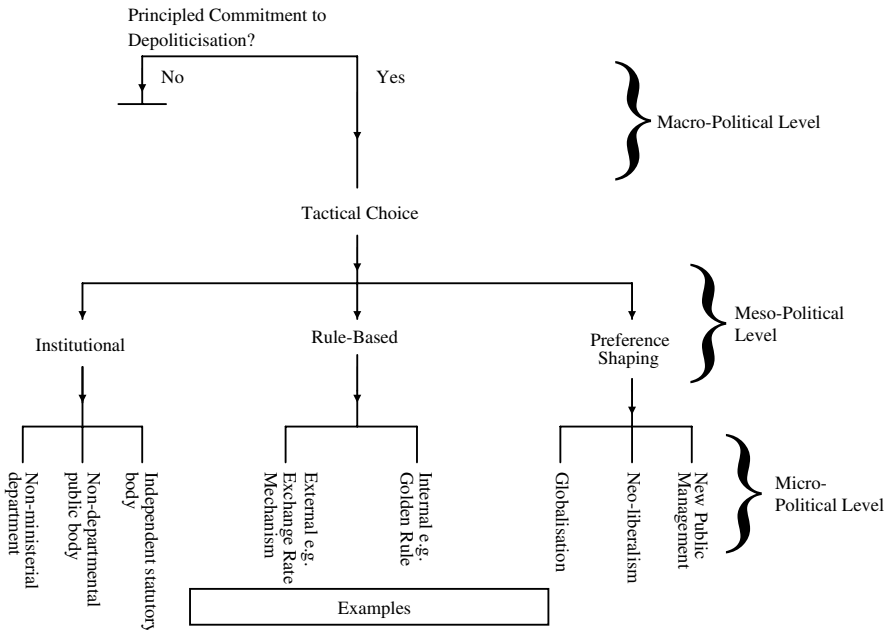 Principled Commitment to
Depoliticisation?
No
Yes
Macro-Political Level
Tactical Choice
Meso-Political
Level
Institutional
Rule-Based
Preference
Shaping
Non-ministerial
department
Non-departmental
public body
Independent statutory
body
External e.g.
Exchange Rate
Mechanism
Internal e.g.
Golden Rule
Globalisation
Neo-liberalism
New Public
Management
Micro-
Political Level
Examples